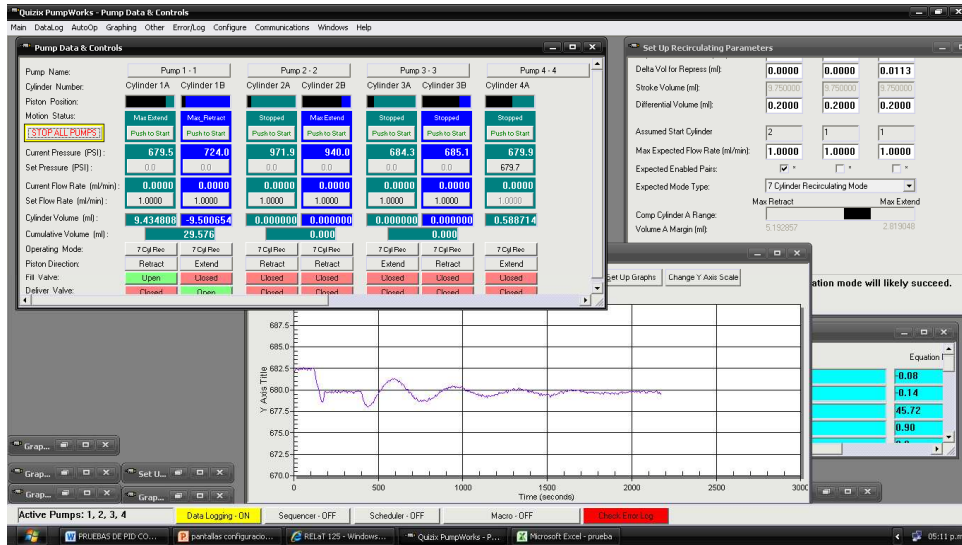 Quizix PumpWorks - Pump Data & Controls
Main DataLog AutoOp Graphing Other Error/Log Configure Communications Windows Help
Pump Data & Controls
Pump Name: Pump 1 - 1 Pump 2 - 2 Pump 3 - 3 Pump 4 - 4
Cylinder Number: Cylinder 1A Cylinder 1B Cylinder 2A Cylinder 2B Cylinder 3A Cylinder 3B Cylinder 4A
Piston Position:
Motion Status: Max Extend Max_Retract Stopped Max Extend Stopped Stopped Stopped
STOP ALL PUMPS Push to Start Push to Start Push to Start Push to Start Push to Start Push to Start Push to Start
Current Pressure (PSI) : 679.5 724.0 971.9 940.0 684.3 685.1 679.9
Set Pressure (PSI) : 0.0 0.0 0.0 0.0 0.0 0.0 679.7
Current Flow Rate (ml/min) : 0.0000 0.0000 0.0000 0.0000 0.0000 0.0000 0.0000
Set Flow Rate (ml/min) : 1.0000 1.0000 1.0000 1.0000 1.0000 1.0000 1.0000
Cylinder Volume (ml) : 9.434808 -9.500654 0.000000 0.000000 0.000000 0.000000 0.588714
Cumulative Volume (ml) : 29.576 0.000 0.000
Operating Mode: 7 Cyl Rec 7 Cyl Rec 7 Cyl Rec 7 Cyl Rec 7 Cyl Rec 7 Cyl Rec 7 Cyl Rec
Piston Direction: Retract Extend Retract Extend Extend Retract Extend
Fill Valve: Open Closed Closed Closed Closed Closed Closed
Deliver Valve: Closed Open Closed Closed Closed Closed Closed
Set Up Recirculating Parameters
Delta Vol for Repress (ml): 0.0000 0.0000 0.0113
Stroke Volume (ml): 9.750000 9.750000 9.750000
Differential Volume (ml): 0.2000 0.2000 0.2000
Assumed Start Cylinder 2 1 1
Max Expected Flow Rate (ml/min): 1.0000 1.0000 1.0000
Expected Enabled Pairs: * * *
Expected Mode Type: 7 Cylinder Recirculating Mode
Max Retract Max Extend
Comp Cylinder A Range:
Volume A Margin (ml): 5.192857 2.819048
ation mode will likely succeed.
Set Up Graphs Change Y Axis Scale
687.5
685.0
682.5
680.0
677.5
675.0
672.5
670.0
Y Axis Title
0 500 1000 1500 2000 2500 3000
Time (seconds)
Equation
-0.08
-0.14
45.72
0.90
Grap...
Grap... Set U...
Grap... Grap...
Active Pumps: 1, 2, 3, 4 Data Logging - ON Sequencer - OFF Scheduler - OFF Macro - OFF Check Error Log
PRUEBAS DE PID CO... pantallas configuracio... RELaT 125 - Windows... Quizix PumpWorks - P... Microsoft Excel - prueba 05:11 p.m